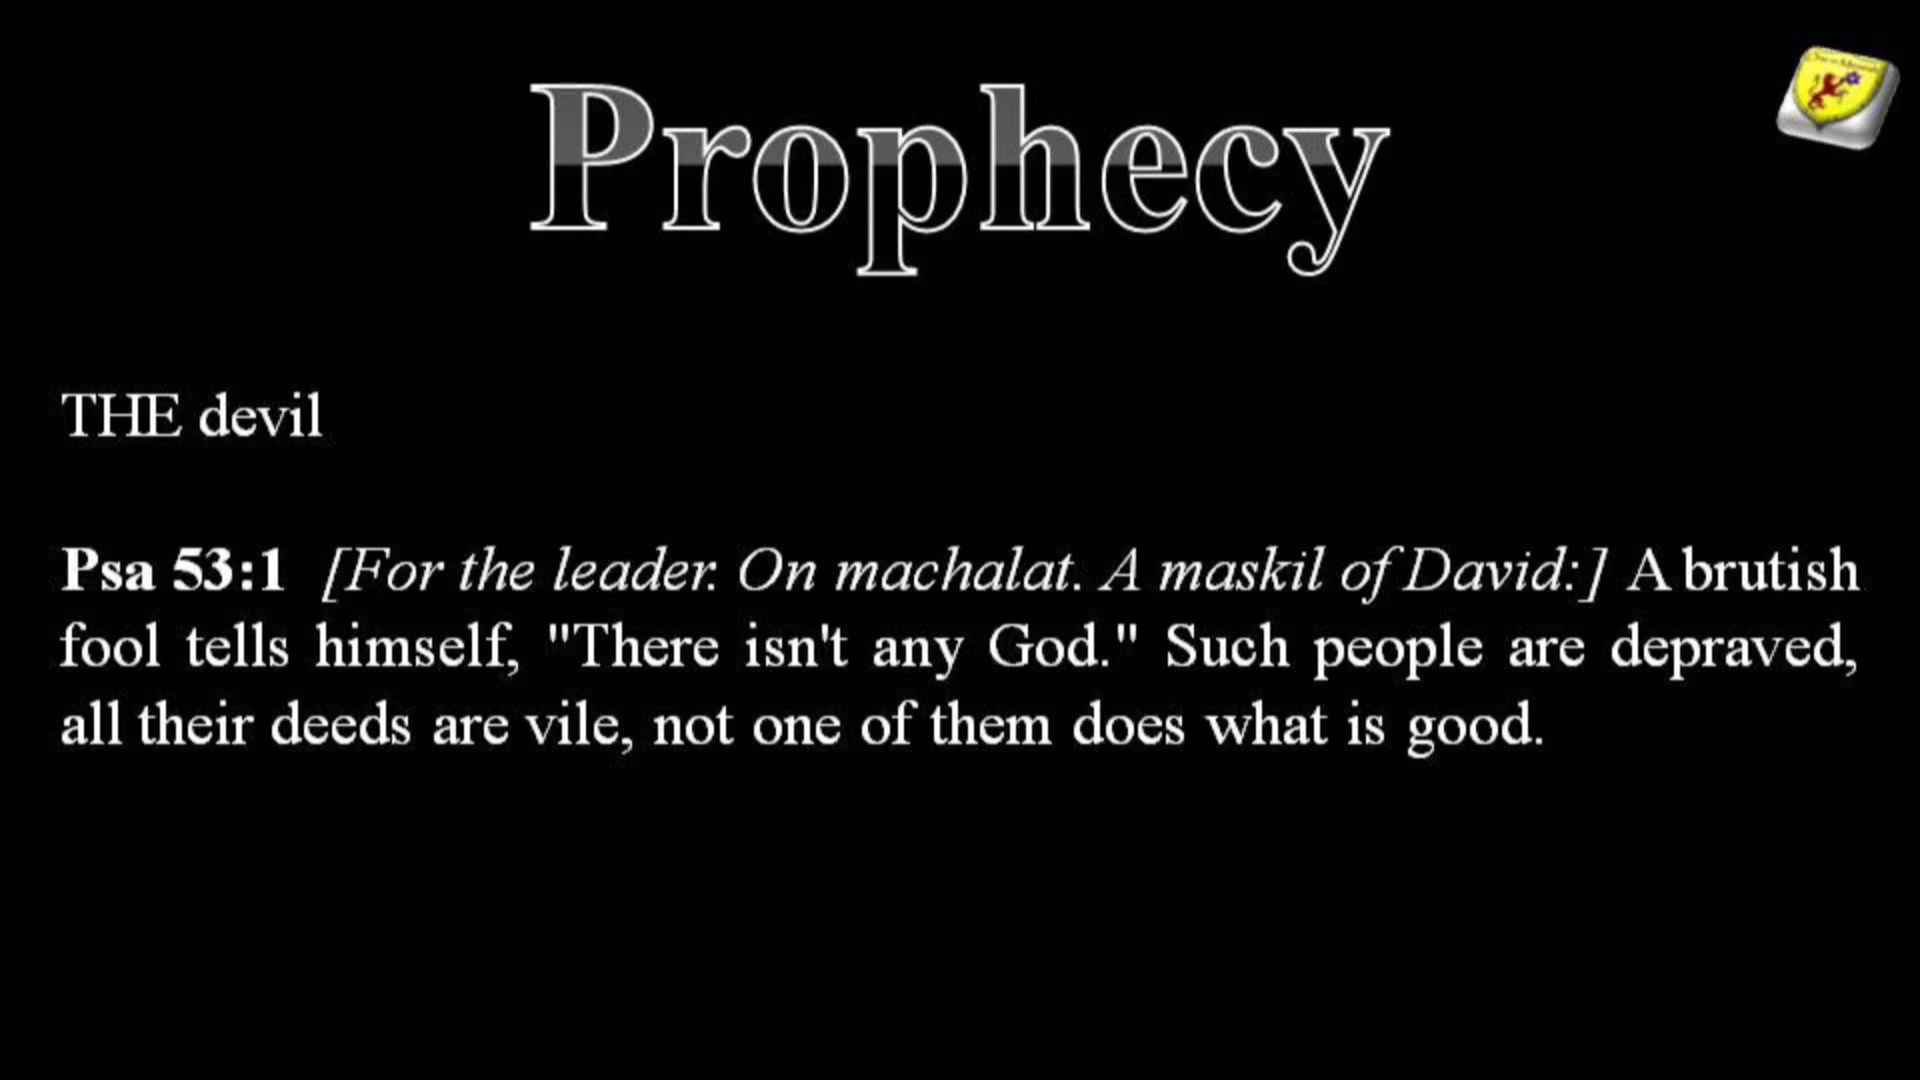 Prophecy
THE devil
Psa 53:1 [For the leader. On machalat. A maskil of David:] A brutish
fool tells himself, "There isn't any God." Such people are depraved,
all their deeds are vile, not one of them does what is good.